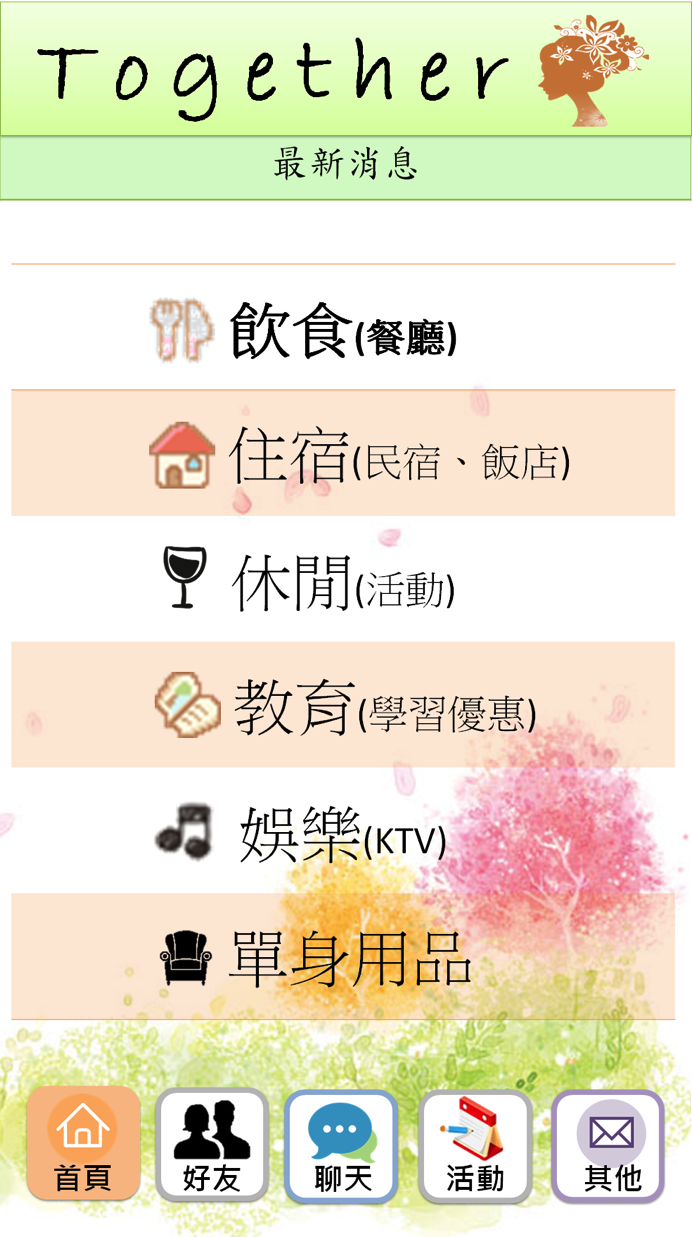 Together
最新消息
飲食(餐廳)
住宿(民宿、飯店)
休閒(活動)
教育(學習優惠)
娛樂(KTV)
單身用品
首頁 好友 聊天 活動 其他